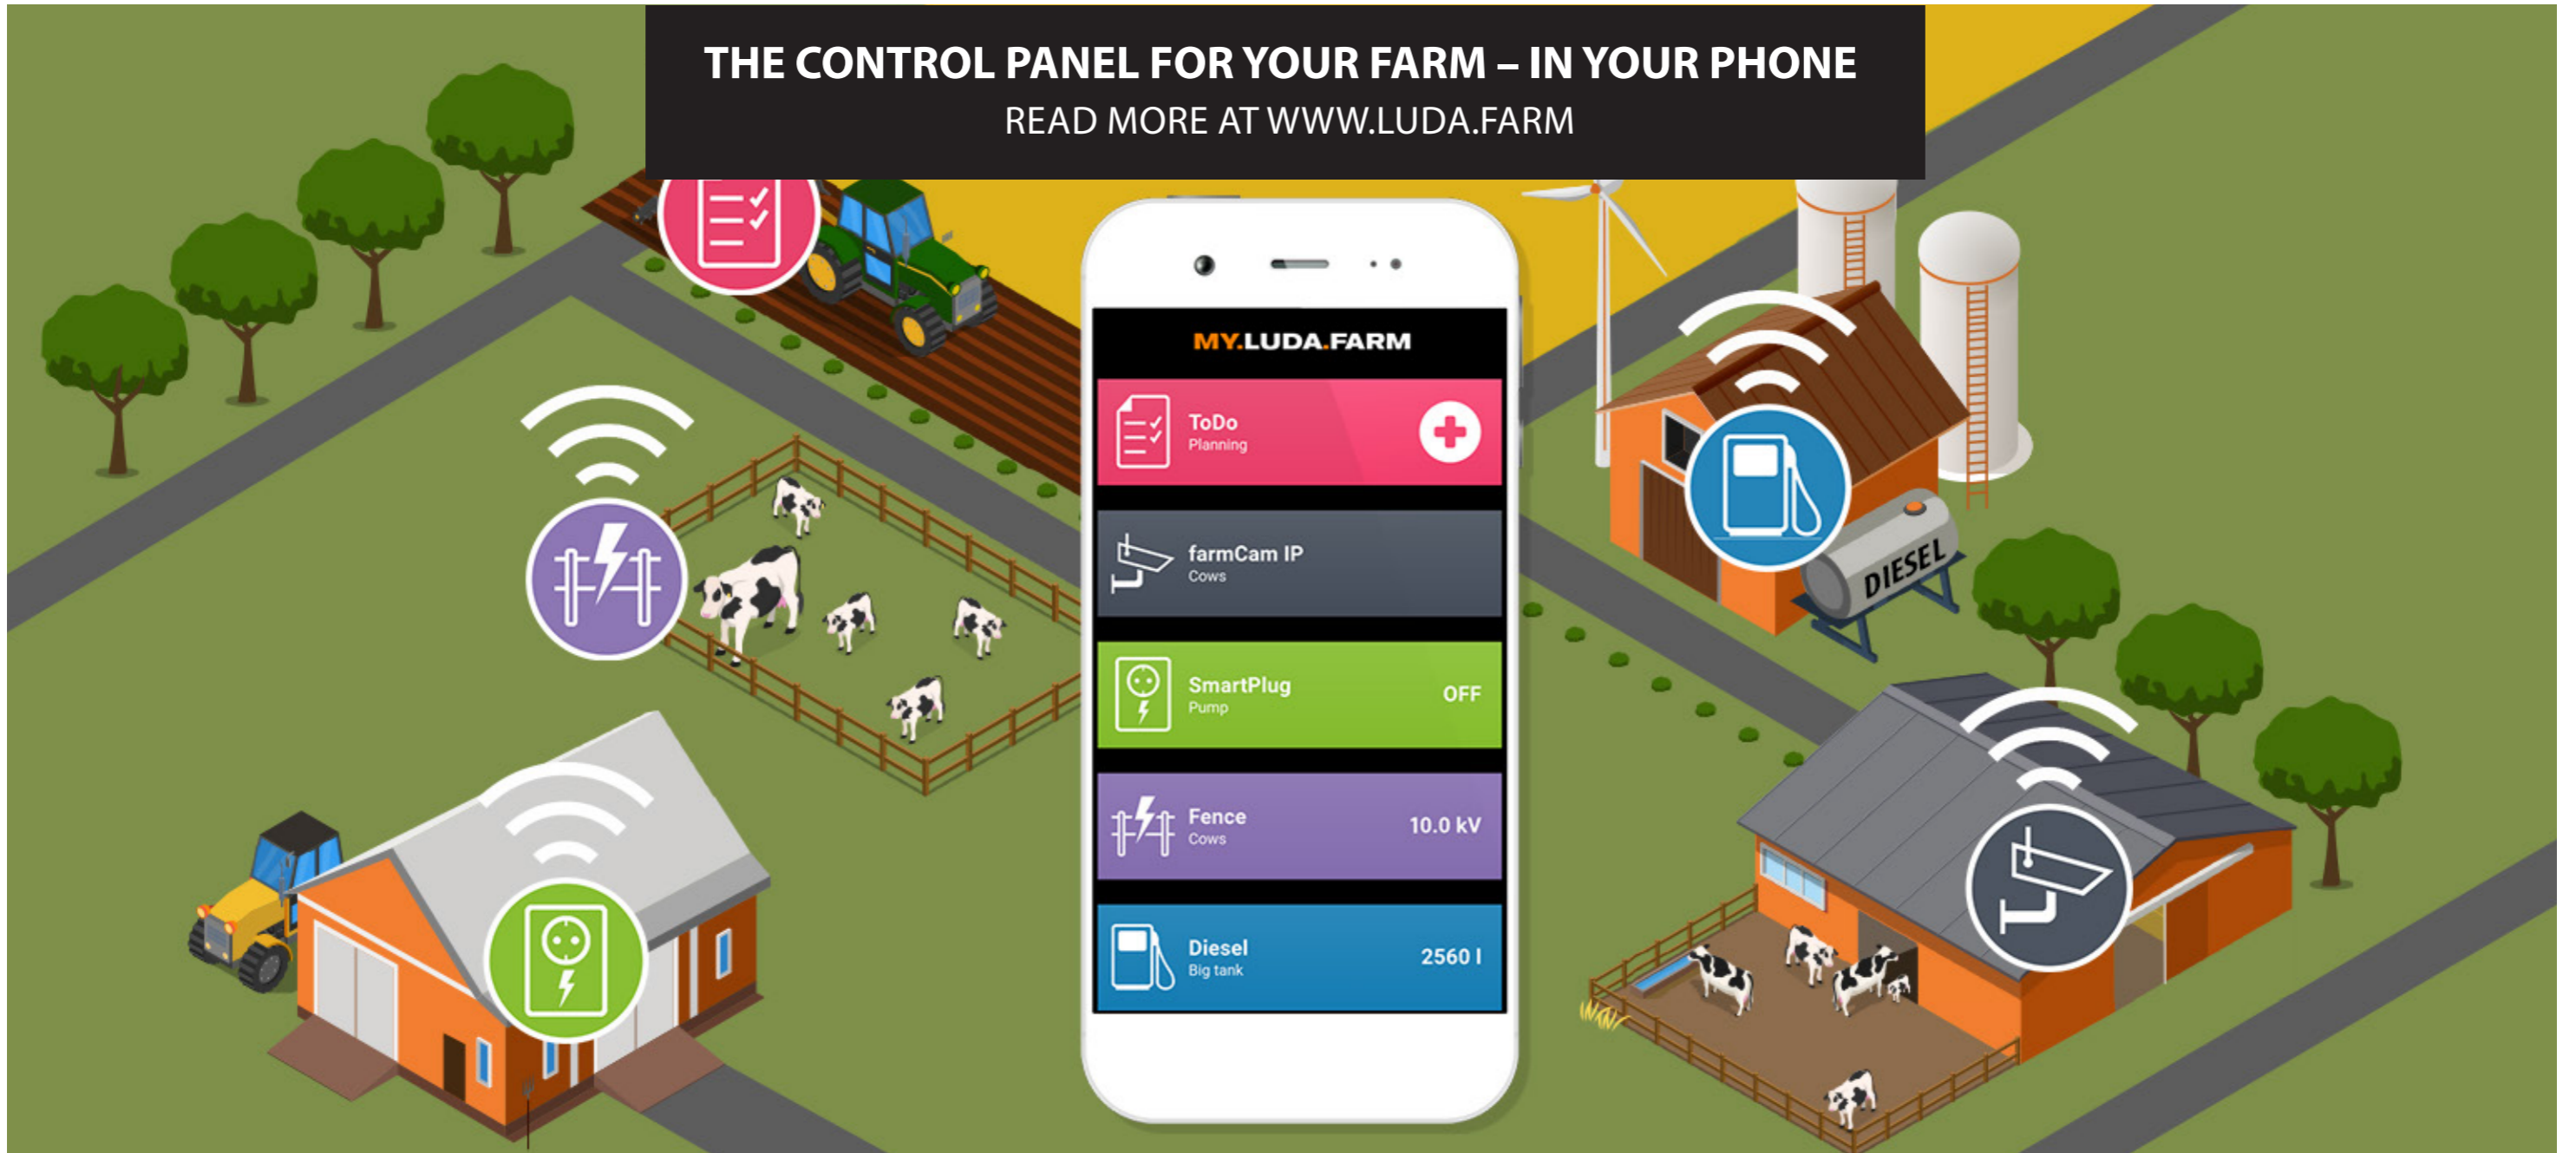 THE CONTROL PANEL FOR YOUR FARM – IN YOUR PHONE
READ MORE AT WWW.LUDA.FARM
MY.LUDA.FARM
ToDo
Planning
farmCam IP
Cows
SmartPlug
Pump
OFF
Fence
Cows
10.0 kV
Diesel
Big tank
2560 l
DIESEL